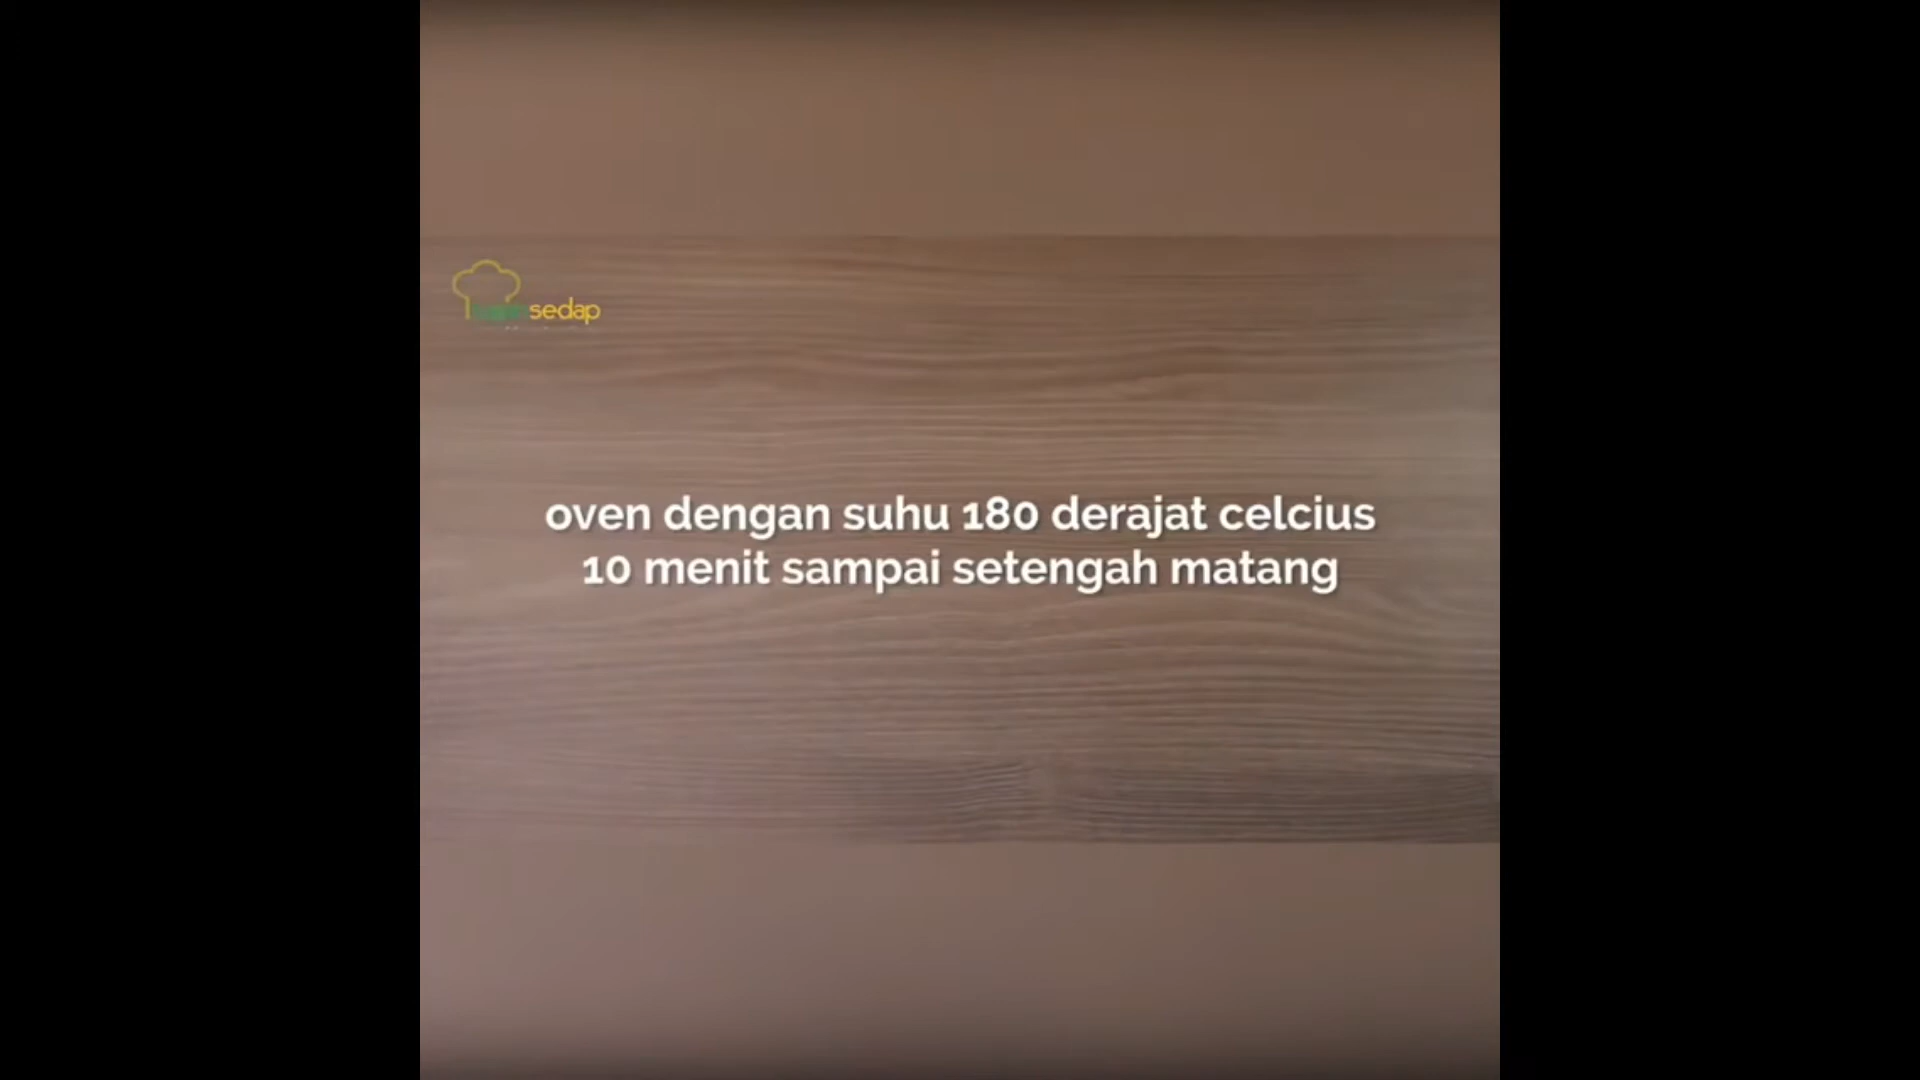 sedap
oven dengan suhu 180 derajat celcius
10 menit sampai setengah matang